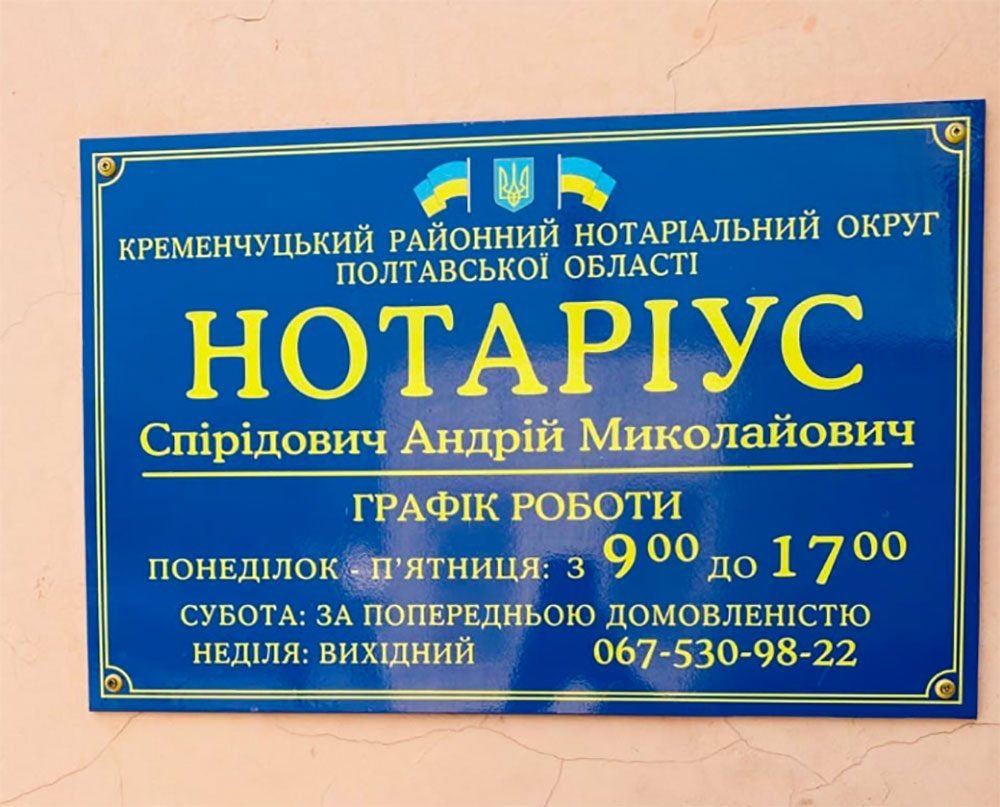 КРЕМЕНЧУЦЬКИЙ РАЙОННИЙ НОТАРІАЛЬНИЙ ОКРУГ
ПОЛТАВСЬКОЇ ОБЛАСТІ
НОТАРІУС
Спірідович Андрій Миколайович
ГРАФІК РОБОТИ
ПОНЕДІЛОК - П'ЯТНИЦЯ: З 9⁰⁰ ДО 17⁰⁰
СУБОТА: ЗА ПОПЕРЕДНЬОЮ ДОМОВЛЕНІСТЮ
НЕДІЛЯ: ВИХІДНИЙ 067-530-98-22